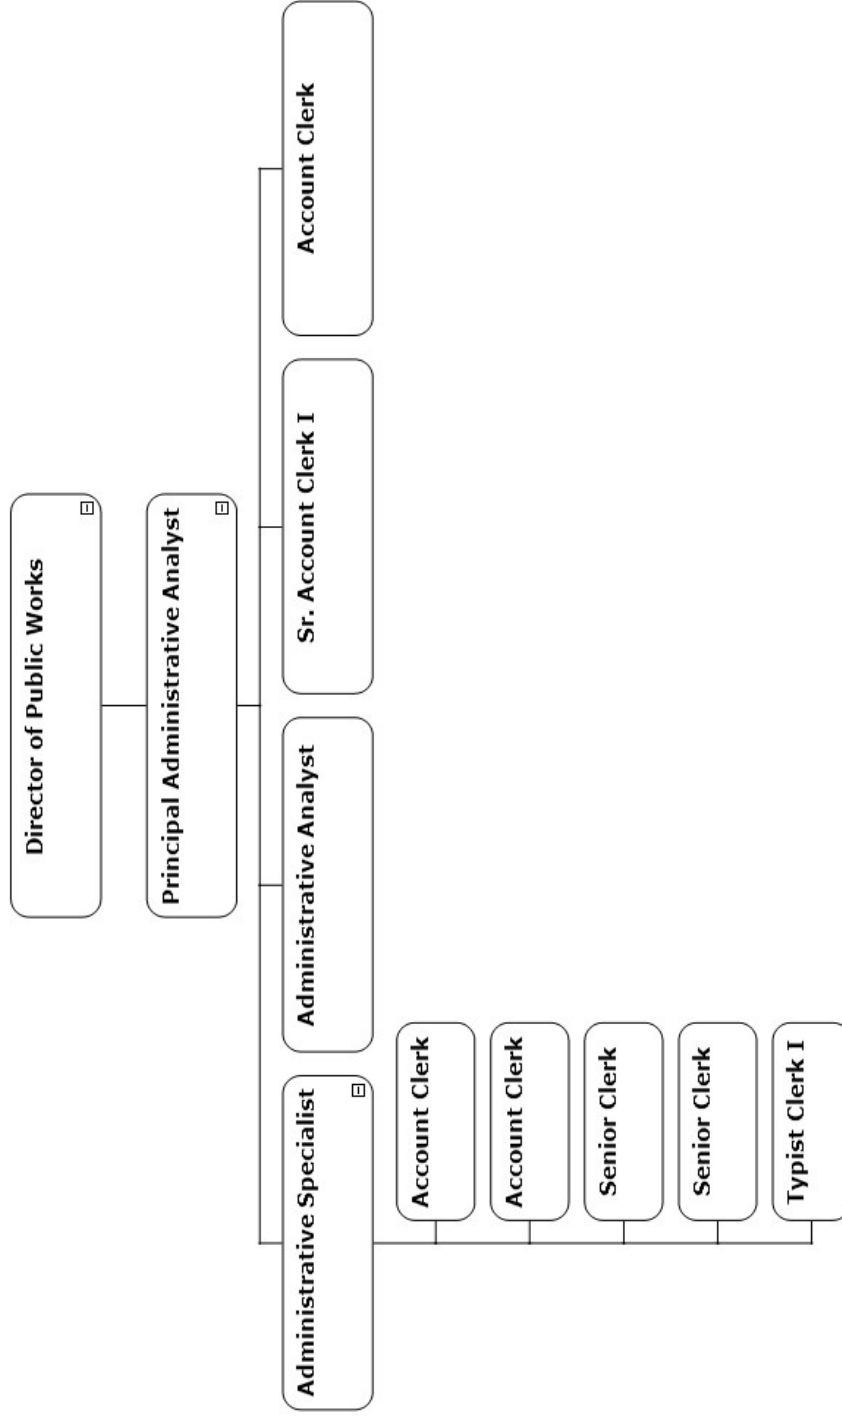 Director of Public Works
Principal Administrative Analyst
Administrative Specialist
Administrative Analyst
Sr. Account Clerk I
Account Clerk
Account Clerk
Account Clerk
Senior Clerk
Senior Clerk
Typist Clerk I